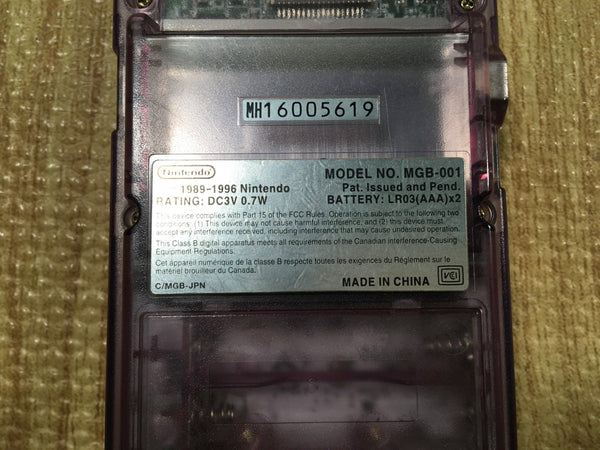 MH16005619
Nintendo
MODEL NO. MGB-001
1989-1996 Nintendo
Pat. Issued and Pend.
RATING: DC3V 0.7W
BATTERY: LR03(AAA)x2
This device complies with Part 15 of the FCC Rules. Operation is subject to the following two
conditions: (1) This device may not cause harmful interference, and (2) this device must
accept any interference received, including interference that may cause undesired operation.
This Class B digital apparatus meets all requirements of the Canadian Interference-Causing
Equipment Regulations.
Cet appareil numérique de la classe B respecte toutes les exigences du Réglement sur le
matériel brouilleur du Canada.
C/MGB-JPN
MADE IN CHINA
VCI